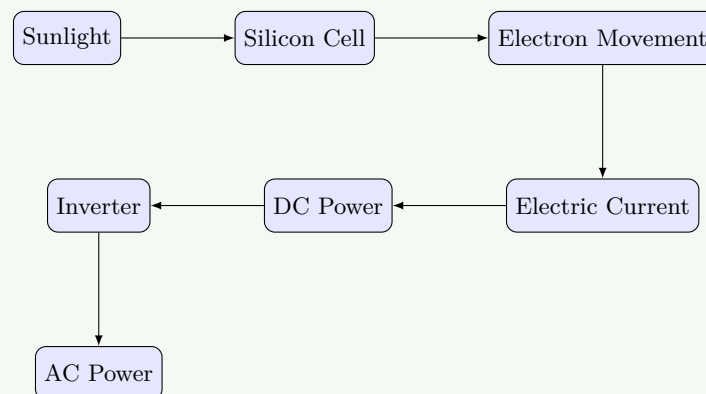 Sunlight
Silicon Cell
Electron Movement
Electric Current
DC Power
Inverter
AC Power